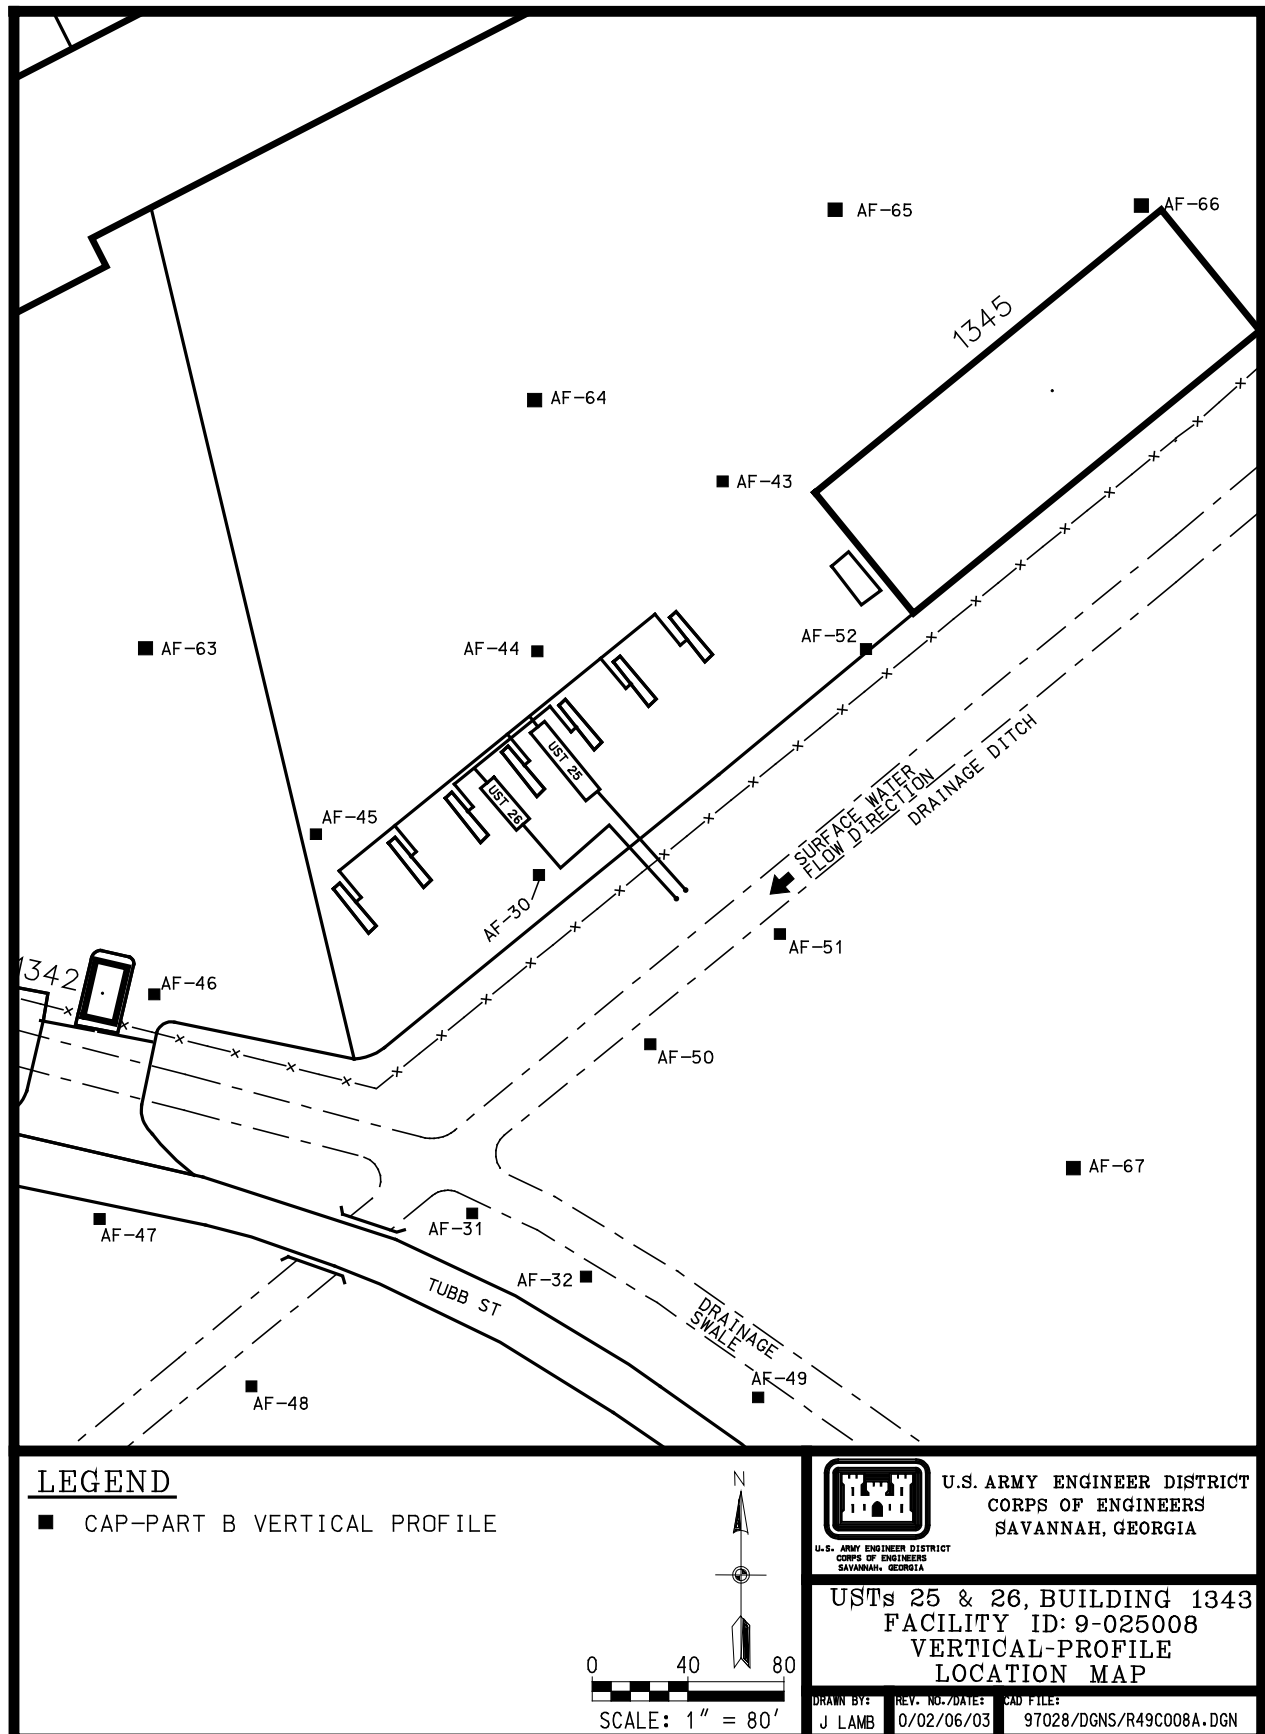 AF-65
AF-66
1345
AF-64
AF-43
AF-63
AF-44
AF-52
UST 25
UST 26
AF-45
SURFACE WATER
FLOW DIRECTION
DRAINAGE DITCH
AF-30
AF-51
1342
AF-46
AF-50
AF-67
AF-47
AF-31
AF-32
TUBB ST
DRAINAGE
SWALE
AF-49
AF-48
LEGEND
CAP-PART B VERTICAL PROFILE
N
0 40 80
SCALE: 1" = 80'
U.S. ARMY ENGINEER DISTRICT
CORPS OF ENGINEERS
SAVANNAH, GEORGIA
U.S. ARMY ENGINEER DISTRICT
CORPS OF ENGINEERS
SAVANNAH, GEORGIA
USTs 25 & 26, BUILDING 1343
FACILITY ID: 9-025008
VERTICAL-PROFILE
LOCATION MAP
DRAWN BY:
J LAMB
REV. NO./DATE:
0/02/06/03
CAD FILE:
97028/DGNS/R49C008A.DGN